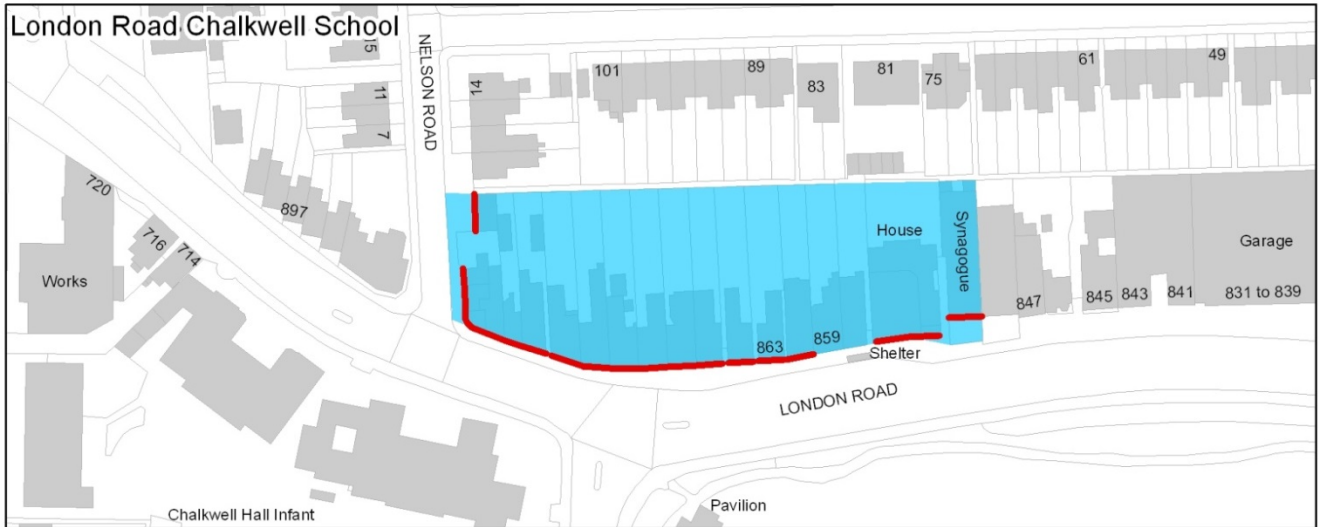 London Road Chalkwell School
NELSON ROAD
15
11
7
14
101
89
83
81
75
61
49
720
716
714
897
Works
House
Synagogue
Garage
847
845
843
841
831 to 839
863
859
Shelter
LONDON ROAD
Chalkwell Hall Infant
Pavilion